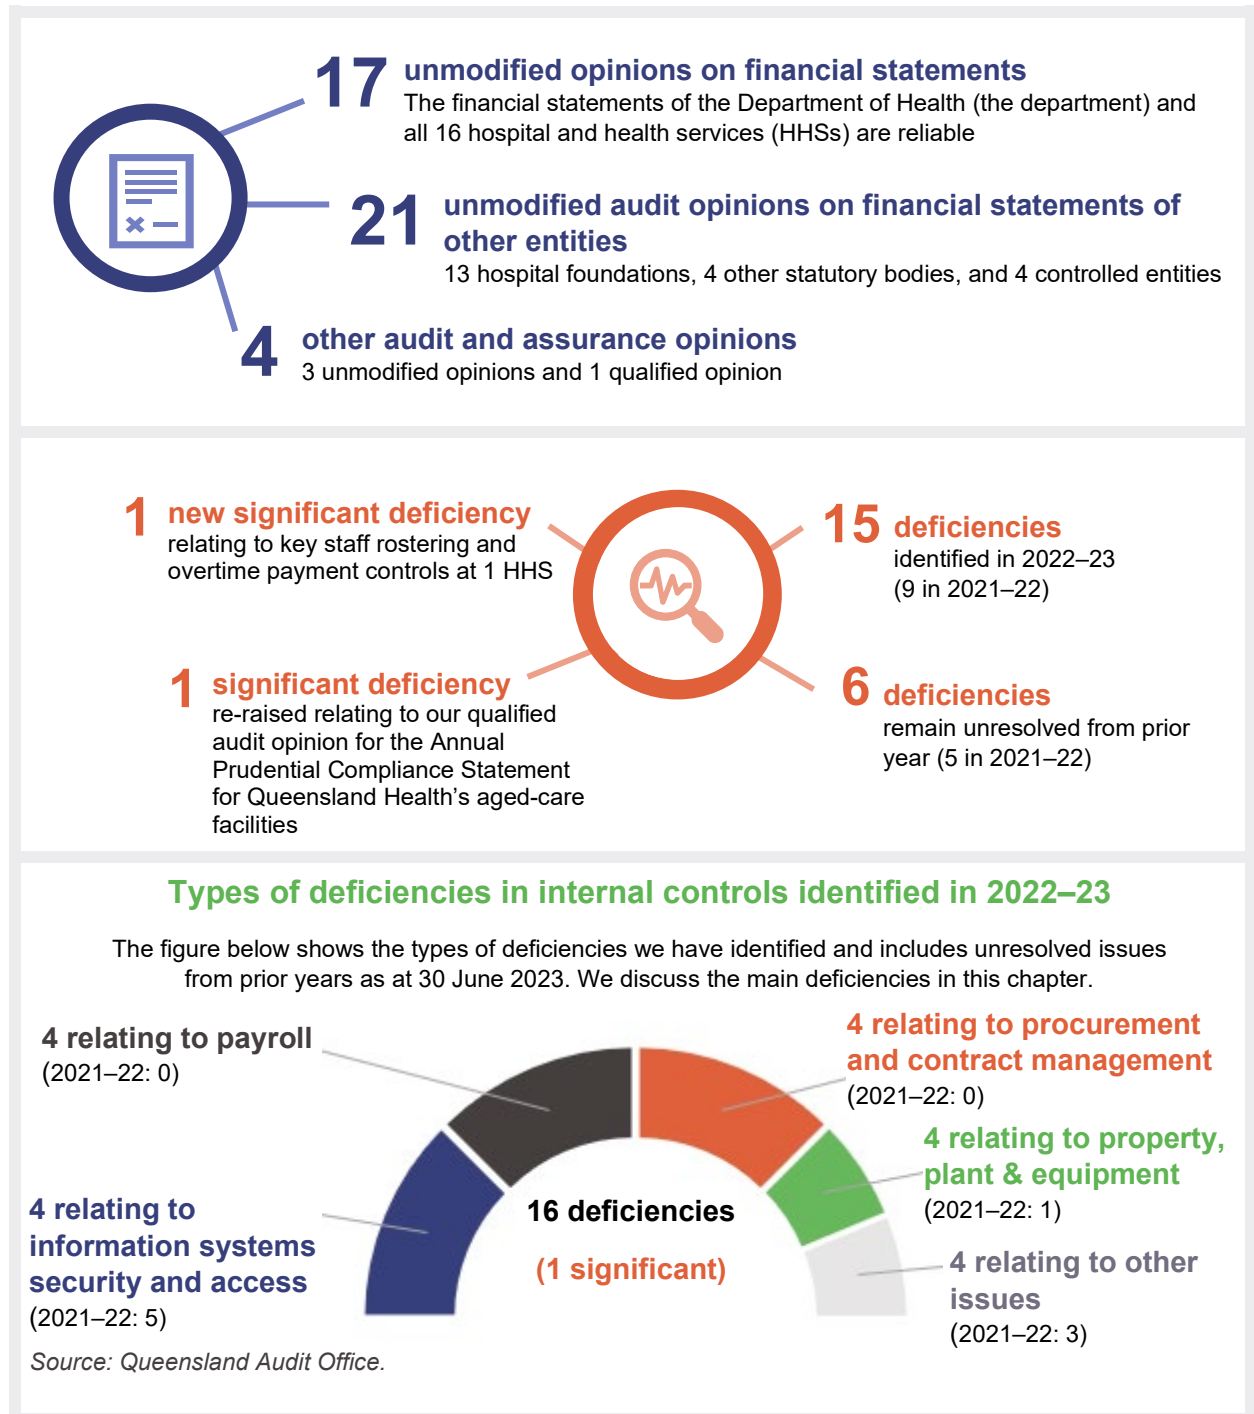 17 unmodified opinions on financial statements
The financial statements of the Department of Health (the department) and
all 16 hospital and health services (HHSs) are reliable
21 unmodified audit opinions on financial statements of
other entities
13 hospital foundations, 4 other statutory bodies, and 4 controlled entities
4 other audit and assurance opinions
3 unmodified opinions and 1 qualified opinion
1 new significant deficiency
relating to key staff rostering and
overtime payment controls at 1 HHS
15 deficiencies
identified in 2022–23
(9 in 2021–22)
1 significant deficiency
re-raised relating to our qualified
audit opinion for the Annual
Prudential Compliance Statement
for Queensland Health’s aged-care
facilities
6 deficiencies
remain unresolved from prior
year (5 in 2021–22)
Types of deficiencies in internal controls identified in 2022–23
The figure below shows the types of deficiencies we have identified and includes unresolved issues
from prior years as at 30 June 2023. We discuss the main deficiencies in this chapter.
4 relating to payroll
(2021–22: 0)
4 relating to procurement
and contract management
(2021–22: 0)
4 relating to property,
plant & equipment
(2021–22: 1)
4 relating to
information systems
security and access
(2021–22: 5)
16 deficiencies
(1 significant)
4 relating to other
issues
(2021–22: 3)
Source: Queensland Audit Office.